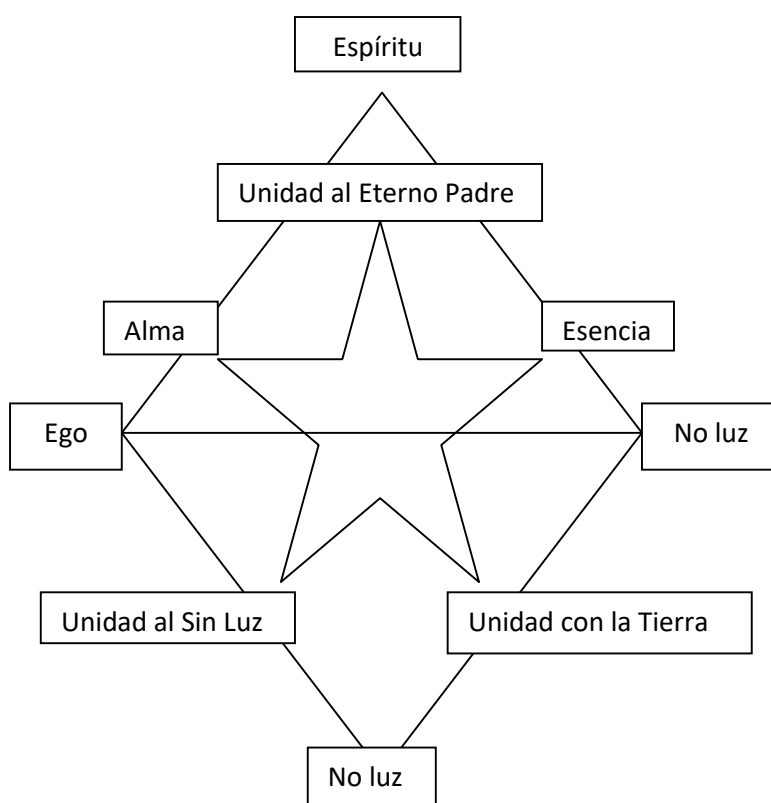 Espíritu
Unidad al Eterno Padre
Alma
Esencia
Ego
No luz
Unidad al Sin Luz
Unidad con la Tierra
No luz